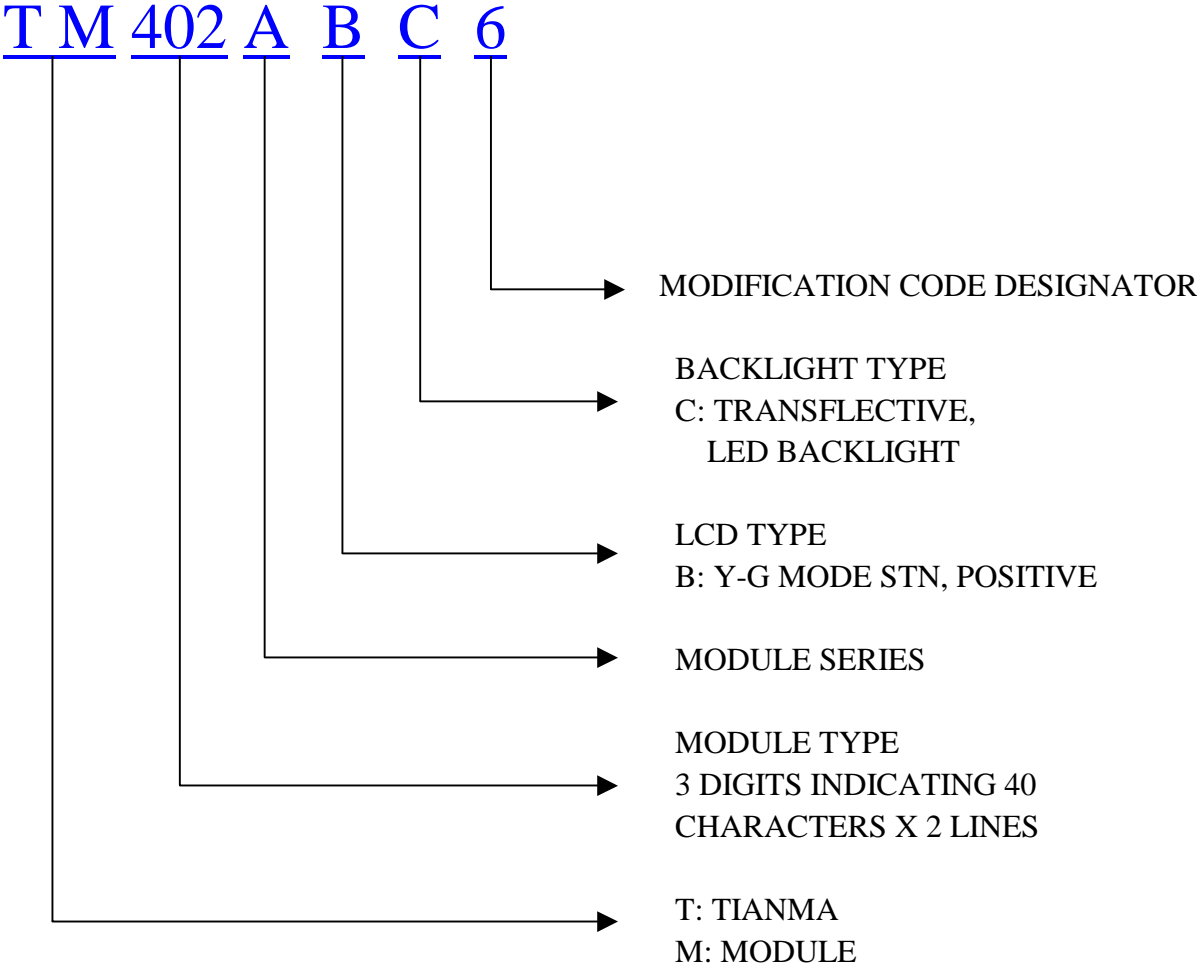 T M 402 A B C 6
MODIFICATION CODE DESIGNATOR
BACKLIGHT TYPE
C: TRANSFLECTIVE,
LED BACKLIGHT
LCD TYPE
B: Y-G MODE STN, POSITIVE
MODULE SERIES
MODULE TYPE
3 DIGITS INDICATING 40
CHARACTERS X 2 LINES
T: TIANMA
M: MODULE